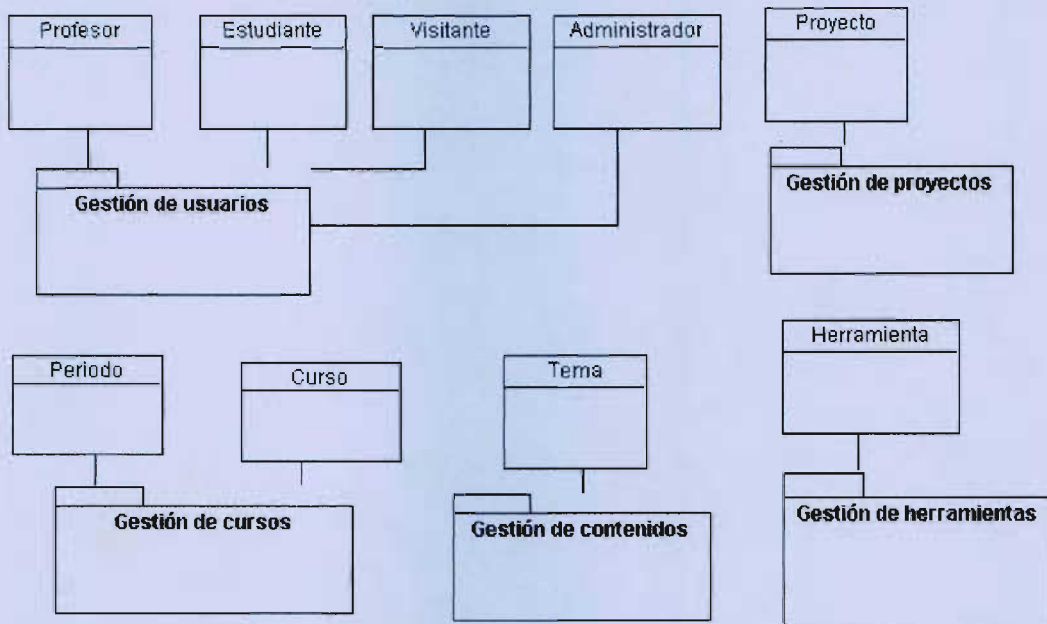 Profesor
Estudiante
Visitante
Administrador
Proyecto
Gestión de usuarios
Gestión de proyectos
Periodo
Curso
Tema
Herramienta
Gestión de cursos
Gestión de contenidos
Gestión de herramientas